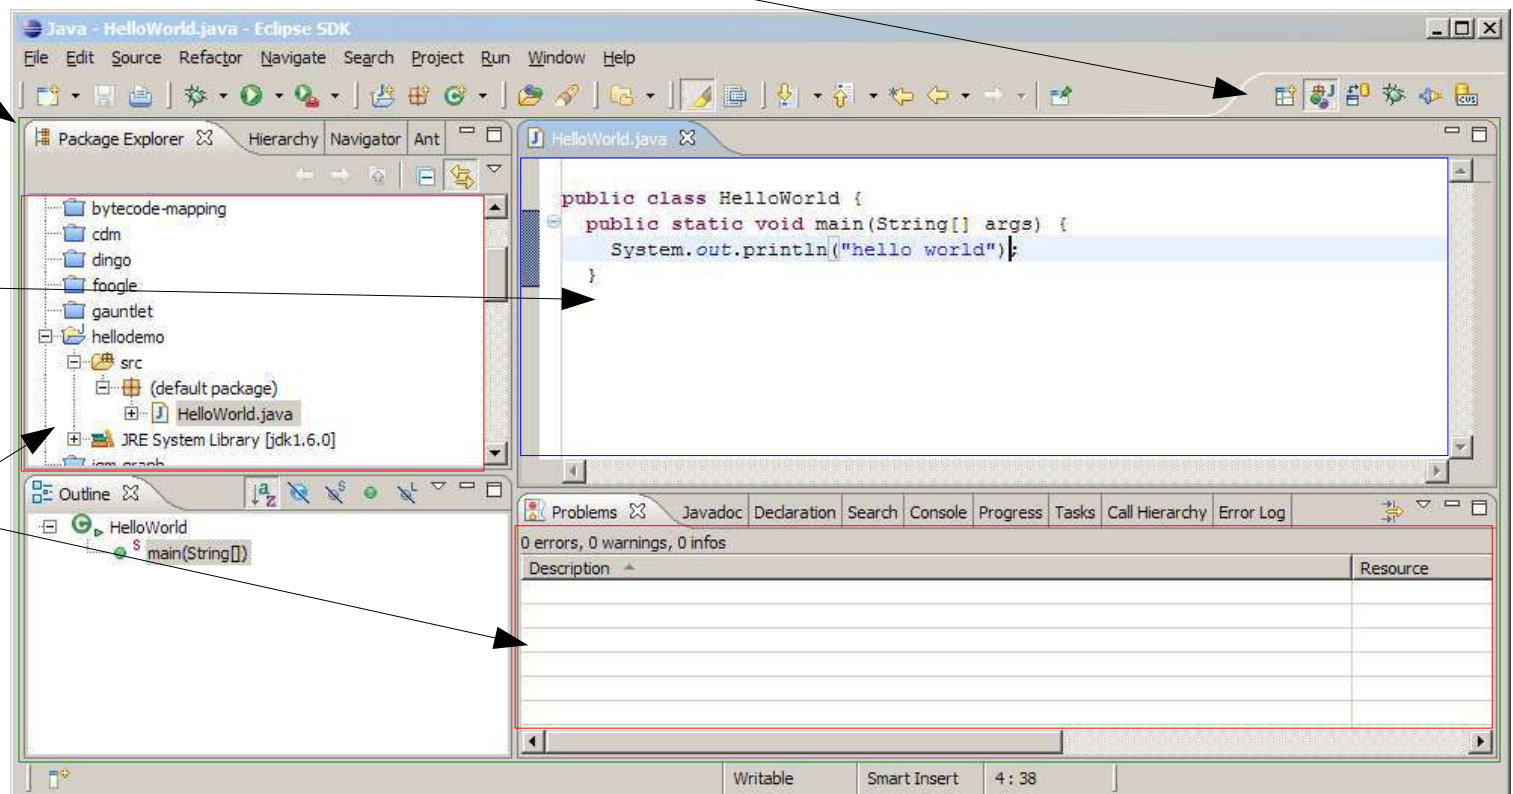 Java - HelloWorld.java - Eclipse SDK
File Edit Source Refactor Navigate Search Project Run Window Help
CVS
Package Explorer Hierarchy Navigator Ant
bytecode-mapping
cdm
dingo
foogle
gauntlet
hellodemo
src
(default package)
HelloWorld.java
JRE System Library [jdk1.6.0]
HelloWorld.java
public class HelloWorld {
public static void main(String[] args) {
System.out.println("hello world");
}
Outline
HelloWorld
main(String[])
Problems Javadoc Declaration Search Console Progress Tasks Call Hierarchy Error Log
0 errors, 0 warnings, 0 infos
Description Resource
Writable Smart Insert 4 : 38